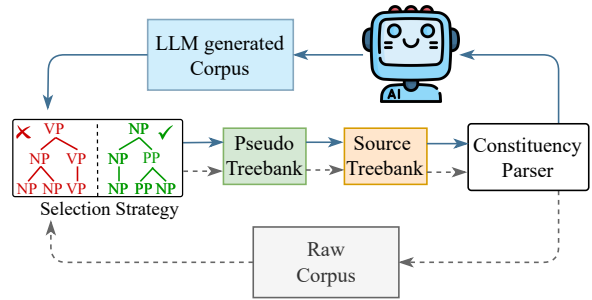 LLM generated
Corpus
AI
VP
NP VP
NP NP VP
NP
NP PP
NP PP NP
Selection Strategy
Pseudo
Treebank
Source
Treebank
Constituency
Parser
Raw
Corpus